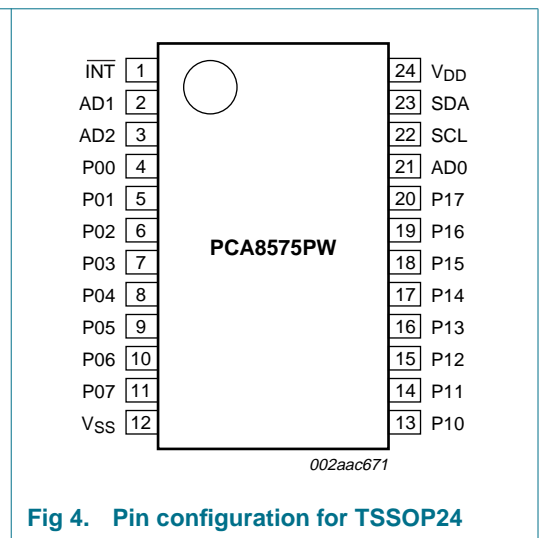 INT 1 24 VDD
AD1 2 23 SDA
AD2 3 22 SCL
P00 4 21 AD0
P01 5 20 P17
P02 6 19 P16
PCA8575PW
P03 7 18 P15
P04 8 17 P14
P05 9 16 P13
P06 10 15 P12
P07 11 14 P11
VSS 12 13 P10
002aac671
Fig 4. Pin configuration for TSSOP24